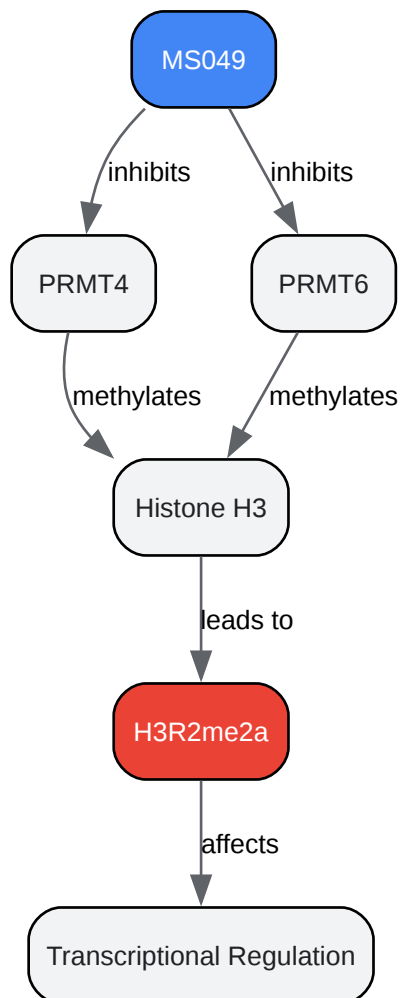 MS049
inhibits
inhibits
PRMT4
PRMT6
methylates
methylates
Histone H3
leads to
H3R2me2a
affects
Transcriptional Regulation